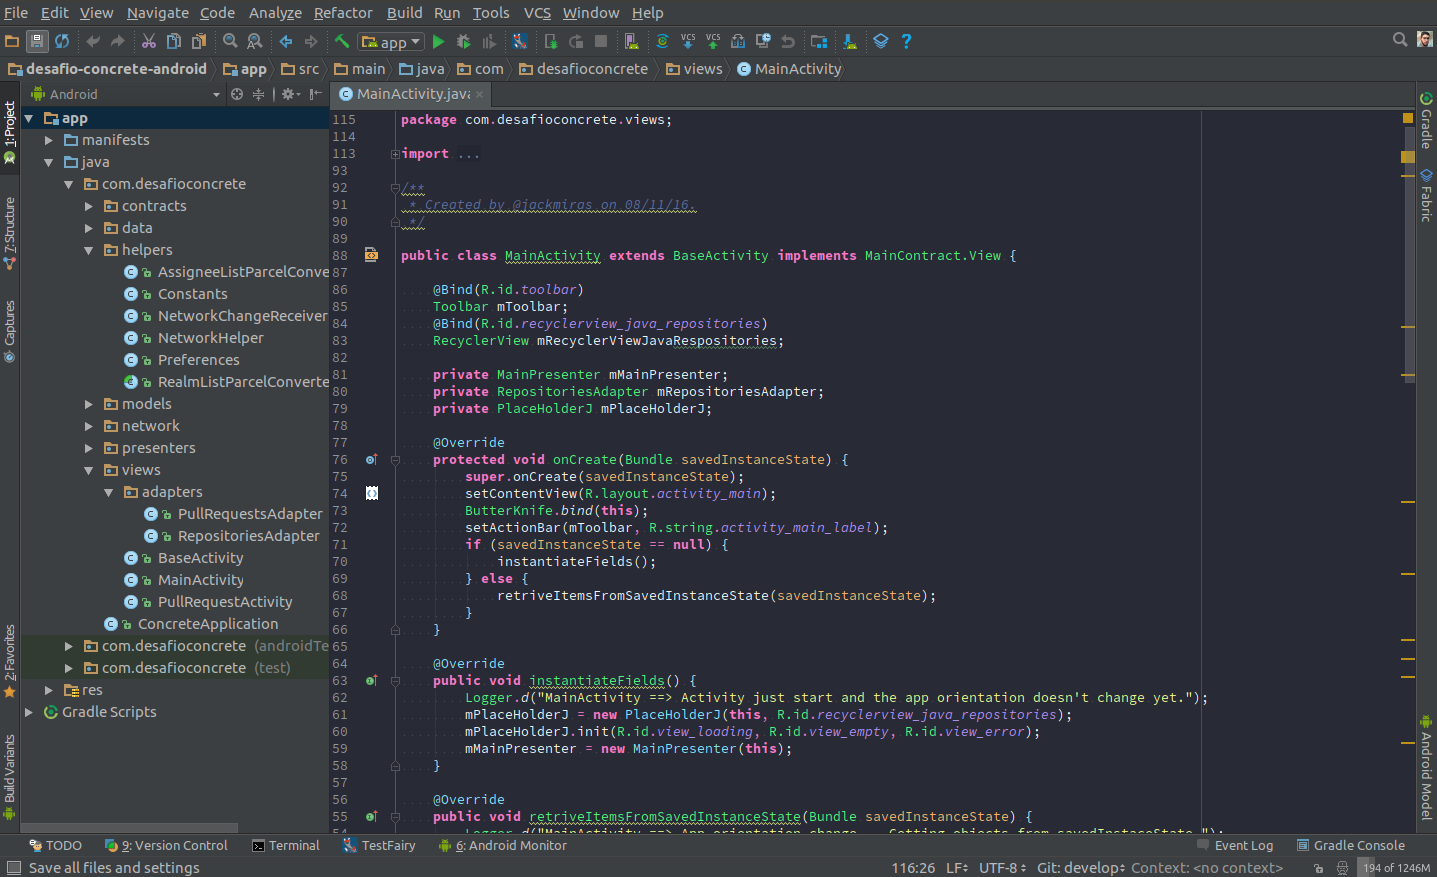 File Edit View Navigate Code Analyze Refactor Build Run Tools VCS Window Help
app
VCS VCS
desafio-concrete-android app src main java com desafioconcrete views MainActivity
Android
MainActivity.java
1: Project
7: Structure
Captures
2: Favorites
Build Variants
app
manifests
java
com.desafioconcrete
contracts
data
helpers
AssigneeListParcelConve
Constants
NetworkChangeReceiver
NetworkHelper
Preferences
RealmListParcelConverte
models
network
presenters
views
adapters
PullRequestsAdapter
RepositoriesAdapter
BaseActivity
MainActivity
PullRequestActivity
ConcreteApplication
com.desafioconcrete (androidTe
com.desafioconcrete (test)
res
Gradle Scripts
115 package com.desafioconcrete.views;
114
113 import ...
93
92 /**
91 * Created by @jackmiras on 08/11/16.
90 */
89
88 public class MainActivity extends BaseActivity implements MainContract.View {
87
86 @Bind(R.id.toolbar)
85 Toolbar mToolbar;
84 @Bind(R.id.recyclerview_java_repositories)
83 RecyclerView mRecyclerViewJavaRespositories;
82
81 private MainPresenter mMainPresenter;
80 private RepositoriesAdapter mRepositoriesAdapter;
79 private PlaceHolderJ mPlaceHolderJ;
78
77 @Override
76 protected void onCreate(Bundle savedInstanceState) {
75 super.onCreate(savedInstanceState);
74 setContentView(R.layout.activity_main);
73 ButterKnife.bind(this);
72 setActionBar(mToolbar, R.string.activity_main_label);
71 if (savedInstanceState == null) {
70 instantiateFields();
69 } else {
68 retriveItemsFromSavedInstanceState(savedInstanceState);
67 }
66 }
65
64 @Override
63 public void instantiateFields() {
62 Logger.d("MainActivity ==> Activity just start and the app orientation doesn't change yet.");
61 mPlaceHolderJ = new PlaceHolderJ(this, R.id.recyclerview_java_repositories);
60 mPlaceHolderJ.init(R.id.view_loading, R.id.view_empty, R.id.view_error);
59 mMainPresenter = new MainPresenter(this);
58 }
57
56 @Override
55 public void retriveItemsFromSavedInstanceState(Bundle savedInstanceState) {
54 Logger.d("MainActivity ==> App orientation change... Getting objects from savedInstaceState.");
Gradle
Fabric
Android Model
TODO 9: Version Control Terminal TestFairy 6: Android Monitor Event Log Gradle Console
Save all files and settings 116:26 LF UTF-8 Git: develop Context: <no context> 194 of 1246M